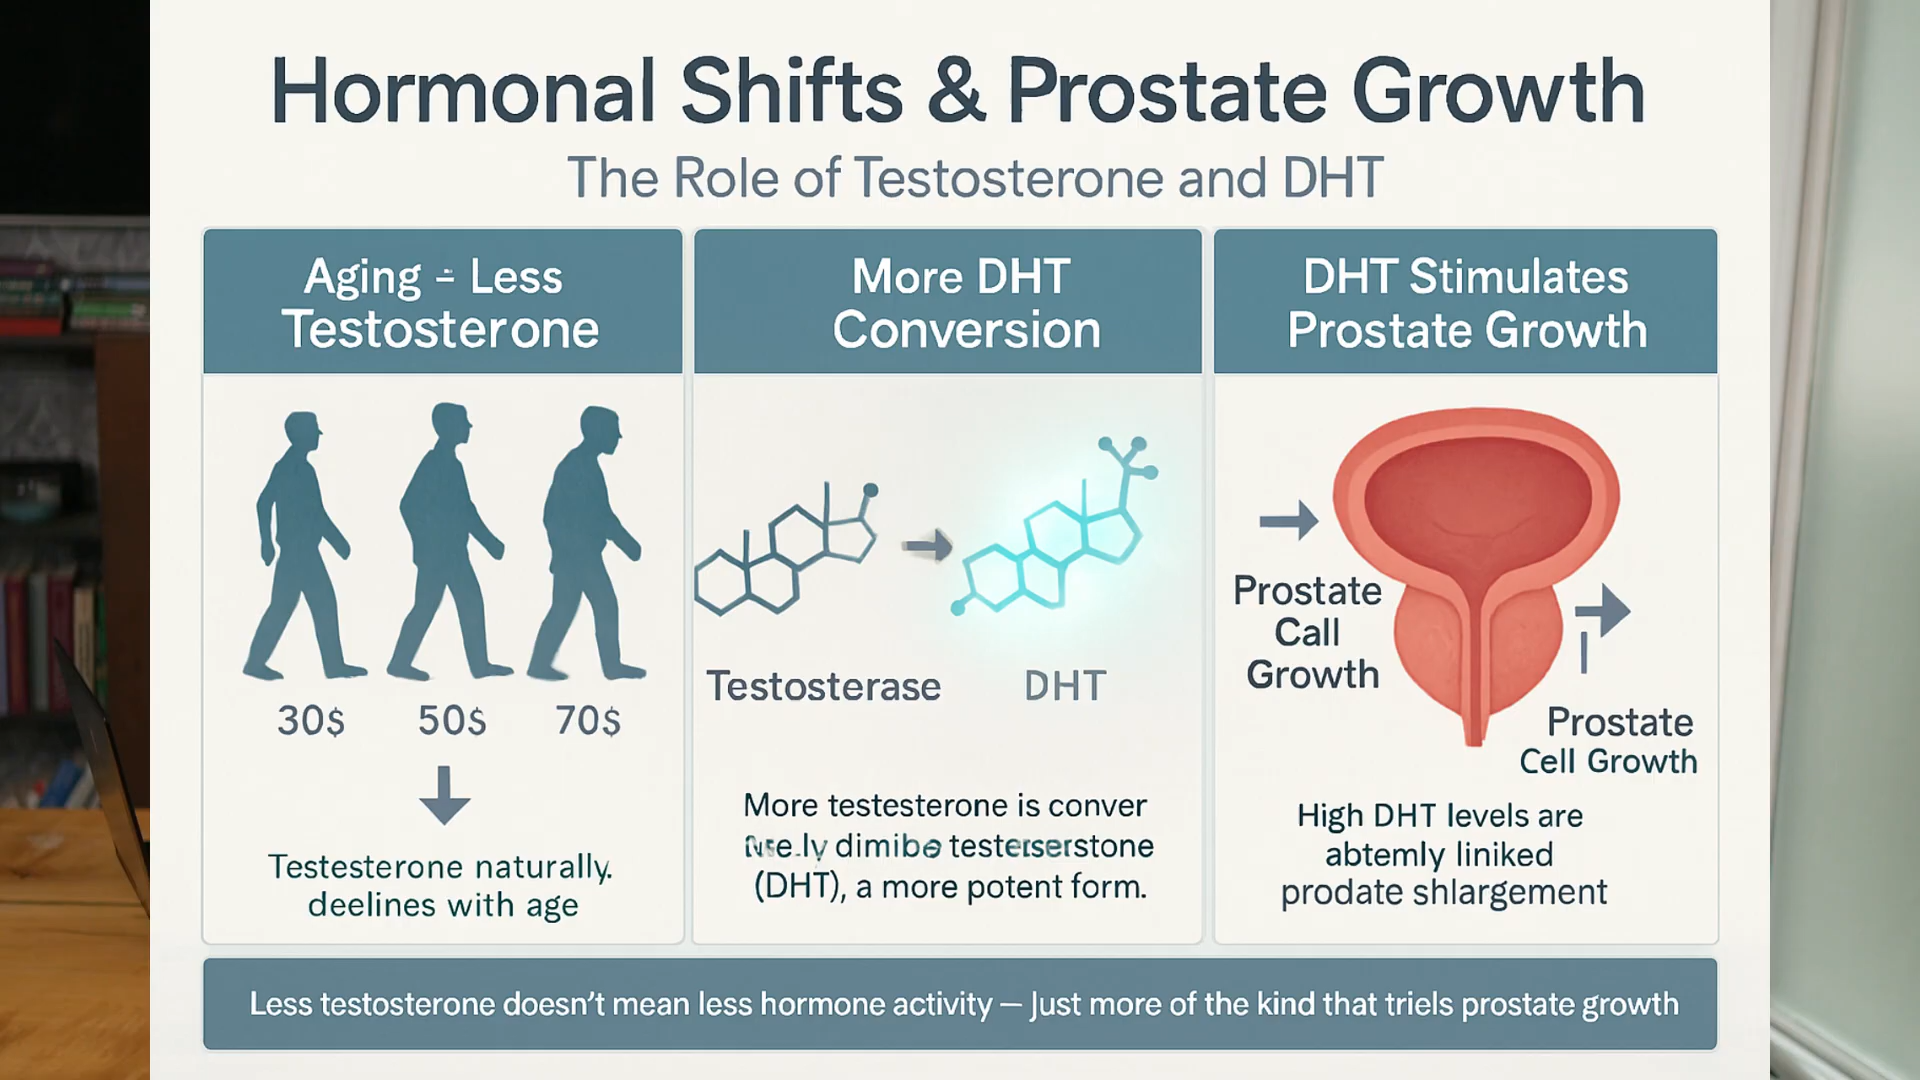 Hormonal Shifts & Prostate Growth
The Role of Testosterone and DHT
Aging - Less
Testosterone
30$ 50$ 70$
Testesterone naturally.
deelines with age
More DHT
Conversion
Testosterase DHT
More testesterone is conver
dimibe
(DHT), a more potent form.
DHT Stimulates
Prostate Growth
Prostate
Call
Growth
Prostate
Cell Growth
High DHT levels are
abtemly liniked
prodate shlargement
Less testosterone doesn't mean less hormone activity — Just more of the kind that triels prostate growth